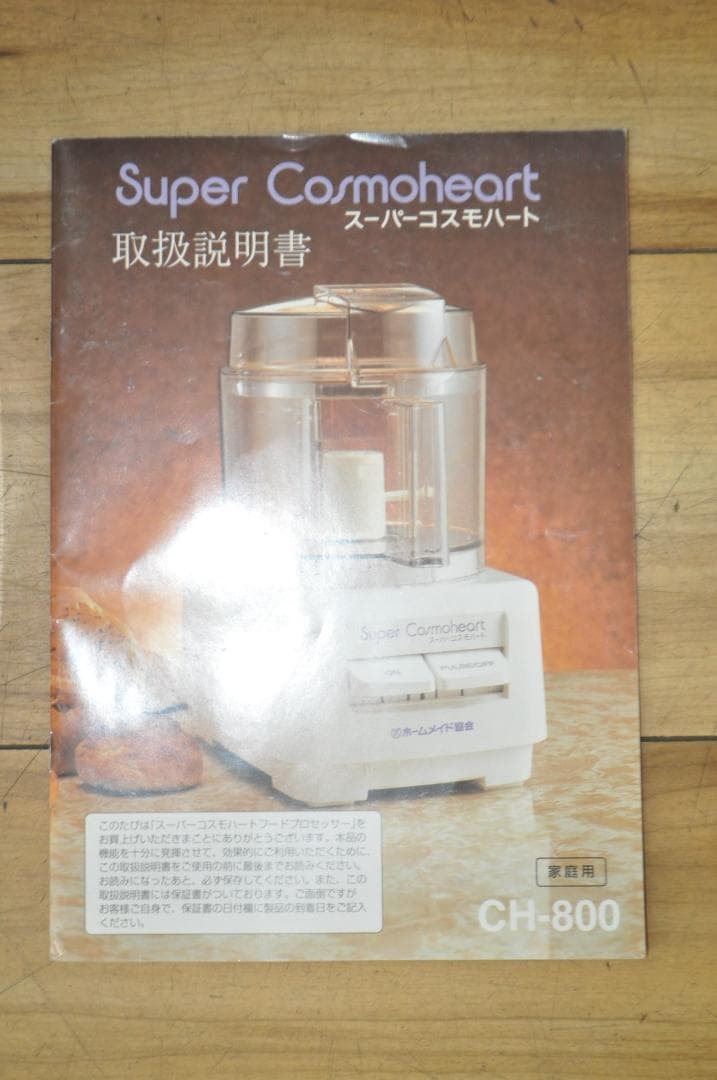 Super Cosmoheart
スーパーコスモハート
取扱説明書
Super Cosmoheart
スーパーコスモハート
ON
PULSE/OFF
ホームメイド協会
このたびは「スーパーコスモハートフードプロセッサー」を
お買上げいただきまことにありがとうございます。本品の
機能を十分に発揮させて、効果的にご利用いただくために、
この取扱説明書をご使用の前に最後までお読みください。
お読みになったあと、必ず保存してください。また、この
取扱説明書には保証書がついております。ご面倒ですが
お客様ご自身で、保証書の日付欄に製品の到着日をご記入
ください。
家庭用
CH-800